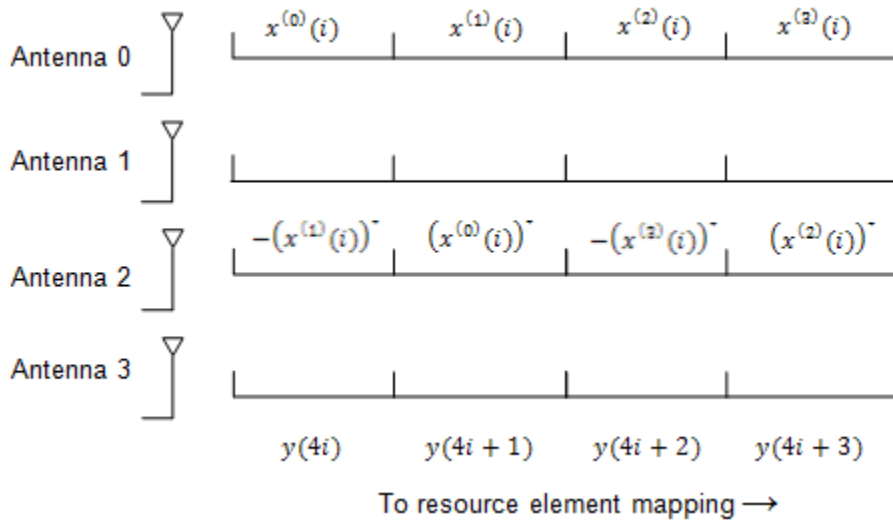 Antenna 0 x⁽⁰⁾(i) x⁽¹⁾(i) x⁽²⁾(i) x⁽³⁾(i)
Antenna 1
Antenna 2 −(x⁽¹⁾(i))⁻ (x⁽⁰⁾(i))⁻ −(x⁽³⁾(i))⁻ (x⁽²⁾(i))⁻
Antenna 3
y(4i) y(4i + 1) y(4i + 2) y(4i + 3)
To resource element mapping →